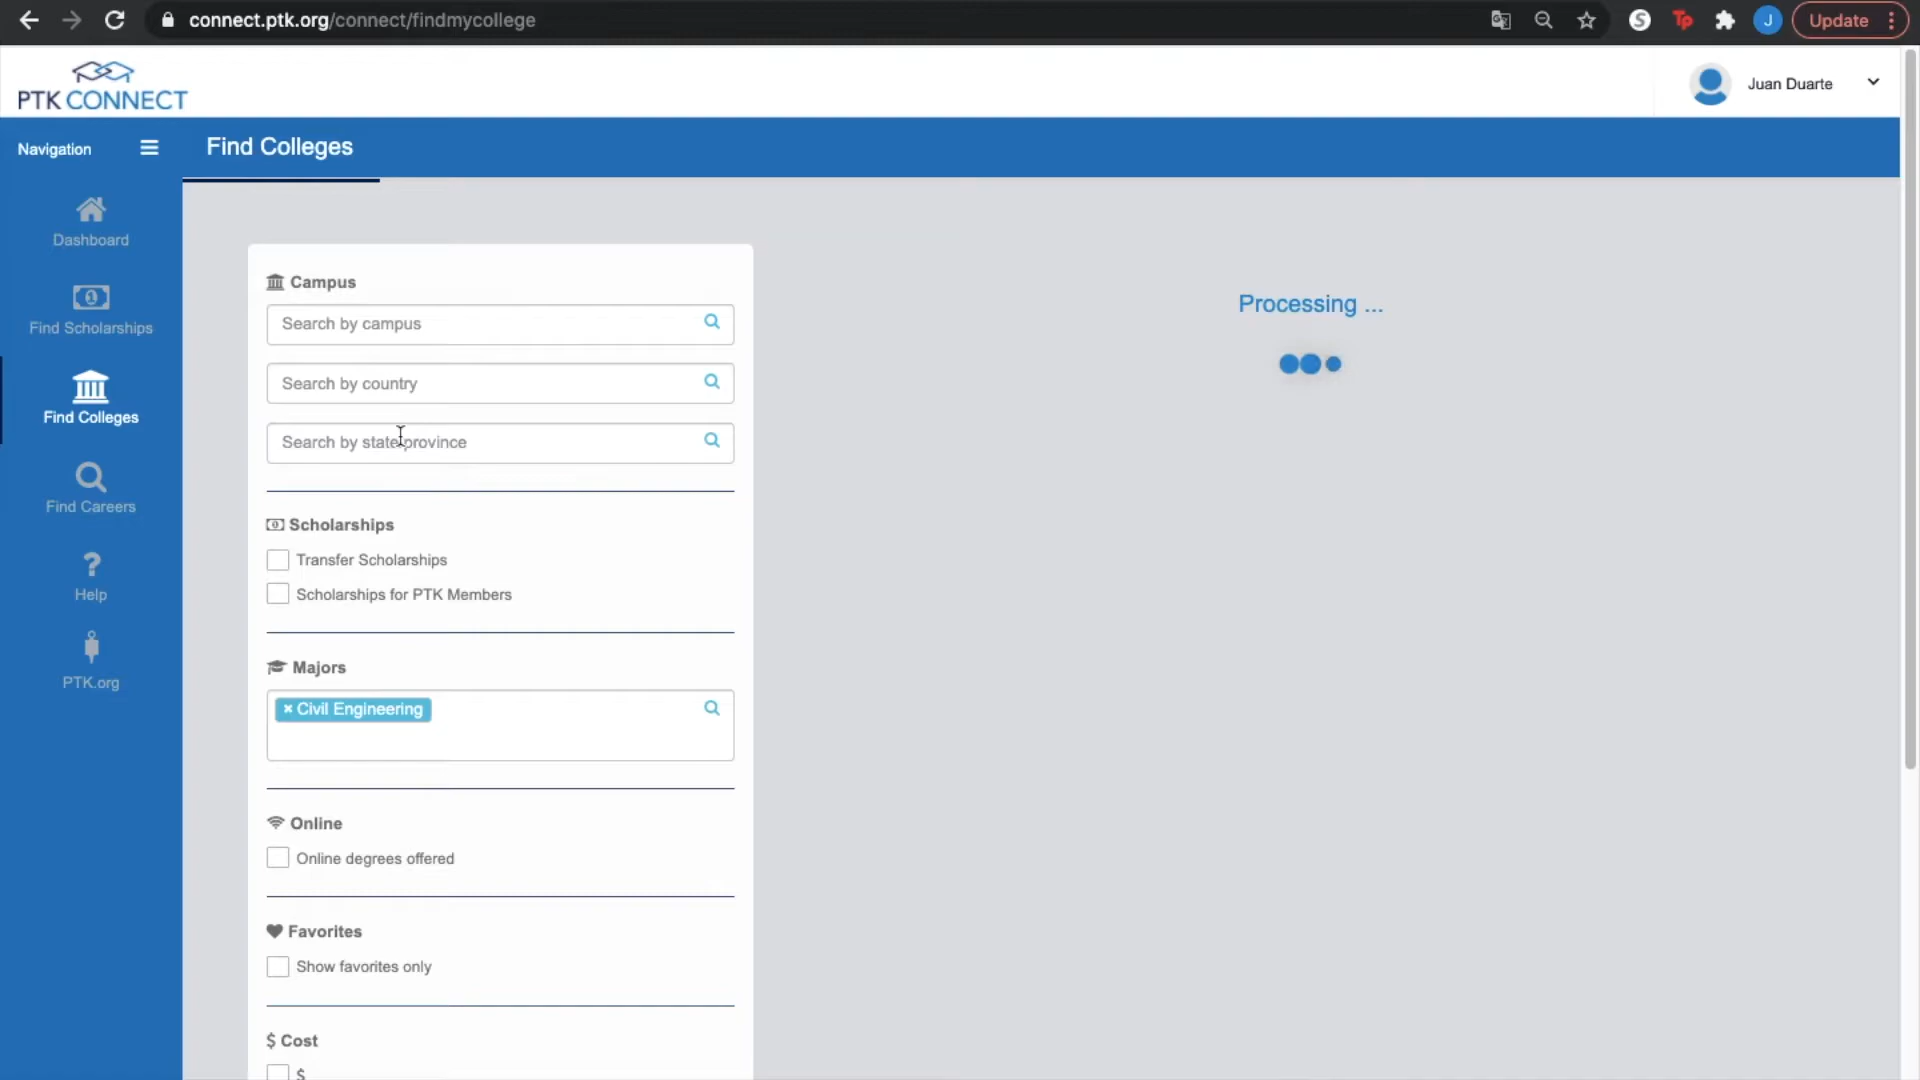 connect.ptk.org/connect/findmycollege
Tp
J
Update
PTK CONNECT
Juan Duarte
Navigation
Find Colleges
Dashboard
Find Scholarships
Find Colleges
Find Careers
Help
PTK.org
Campus
Search by campus
Search by country
Search by state province
Scholarships
Transfer Scholarships
Scholarships for PTK Members
Majors
× Civil Engineering
Online
Online degrees offered
Favorites
Show favorites only
$ Cost
$
Processing ...